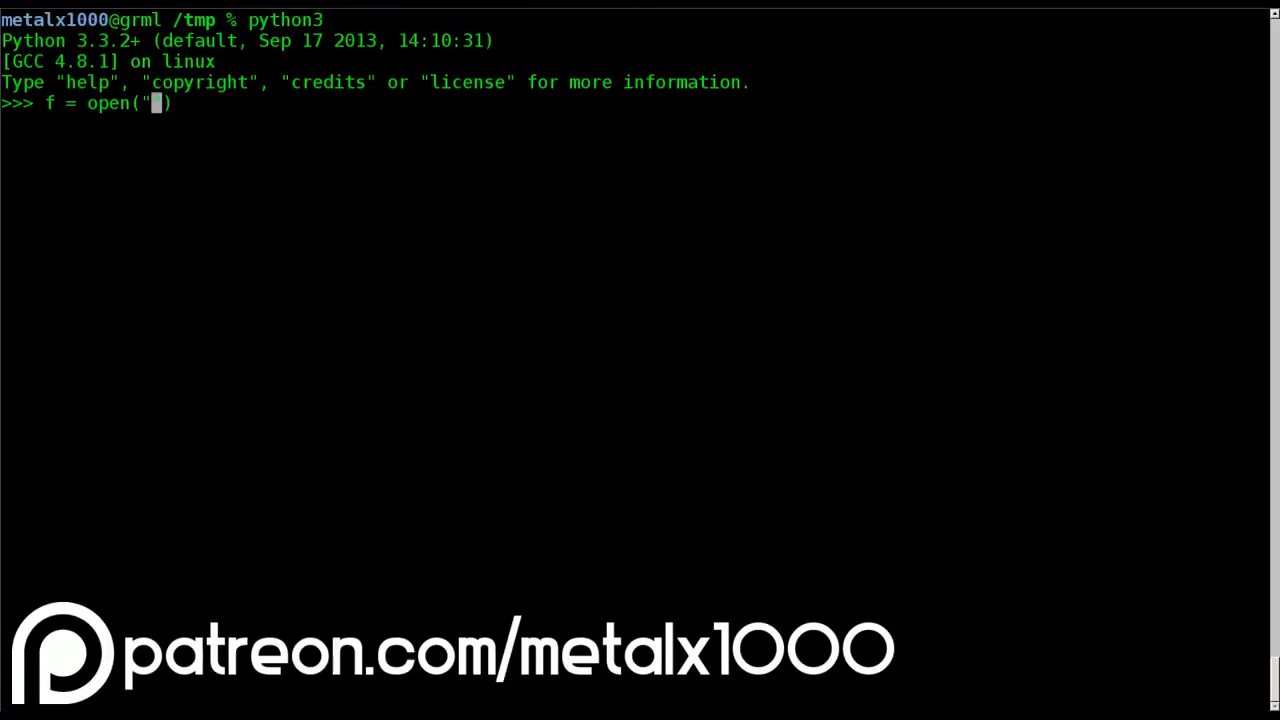 metalx1000@grml /tmp % python3
Python 3.3.2+ (default, Sep 17 2013, 14:10:31)
[GCC 4.8.1] on linux
Type "help", "copyright", "credits" or "license" for more information.
>>> f = open("")
patreon.com/metalx1000